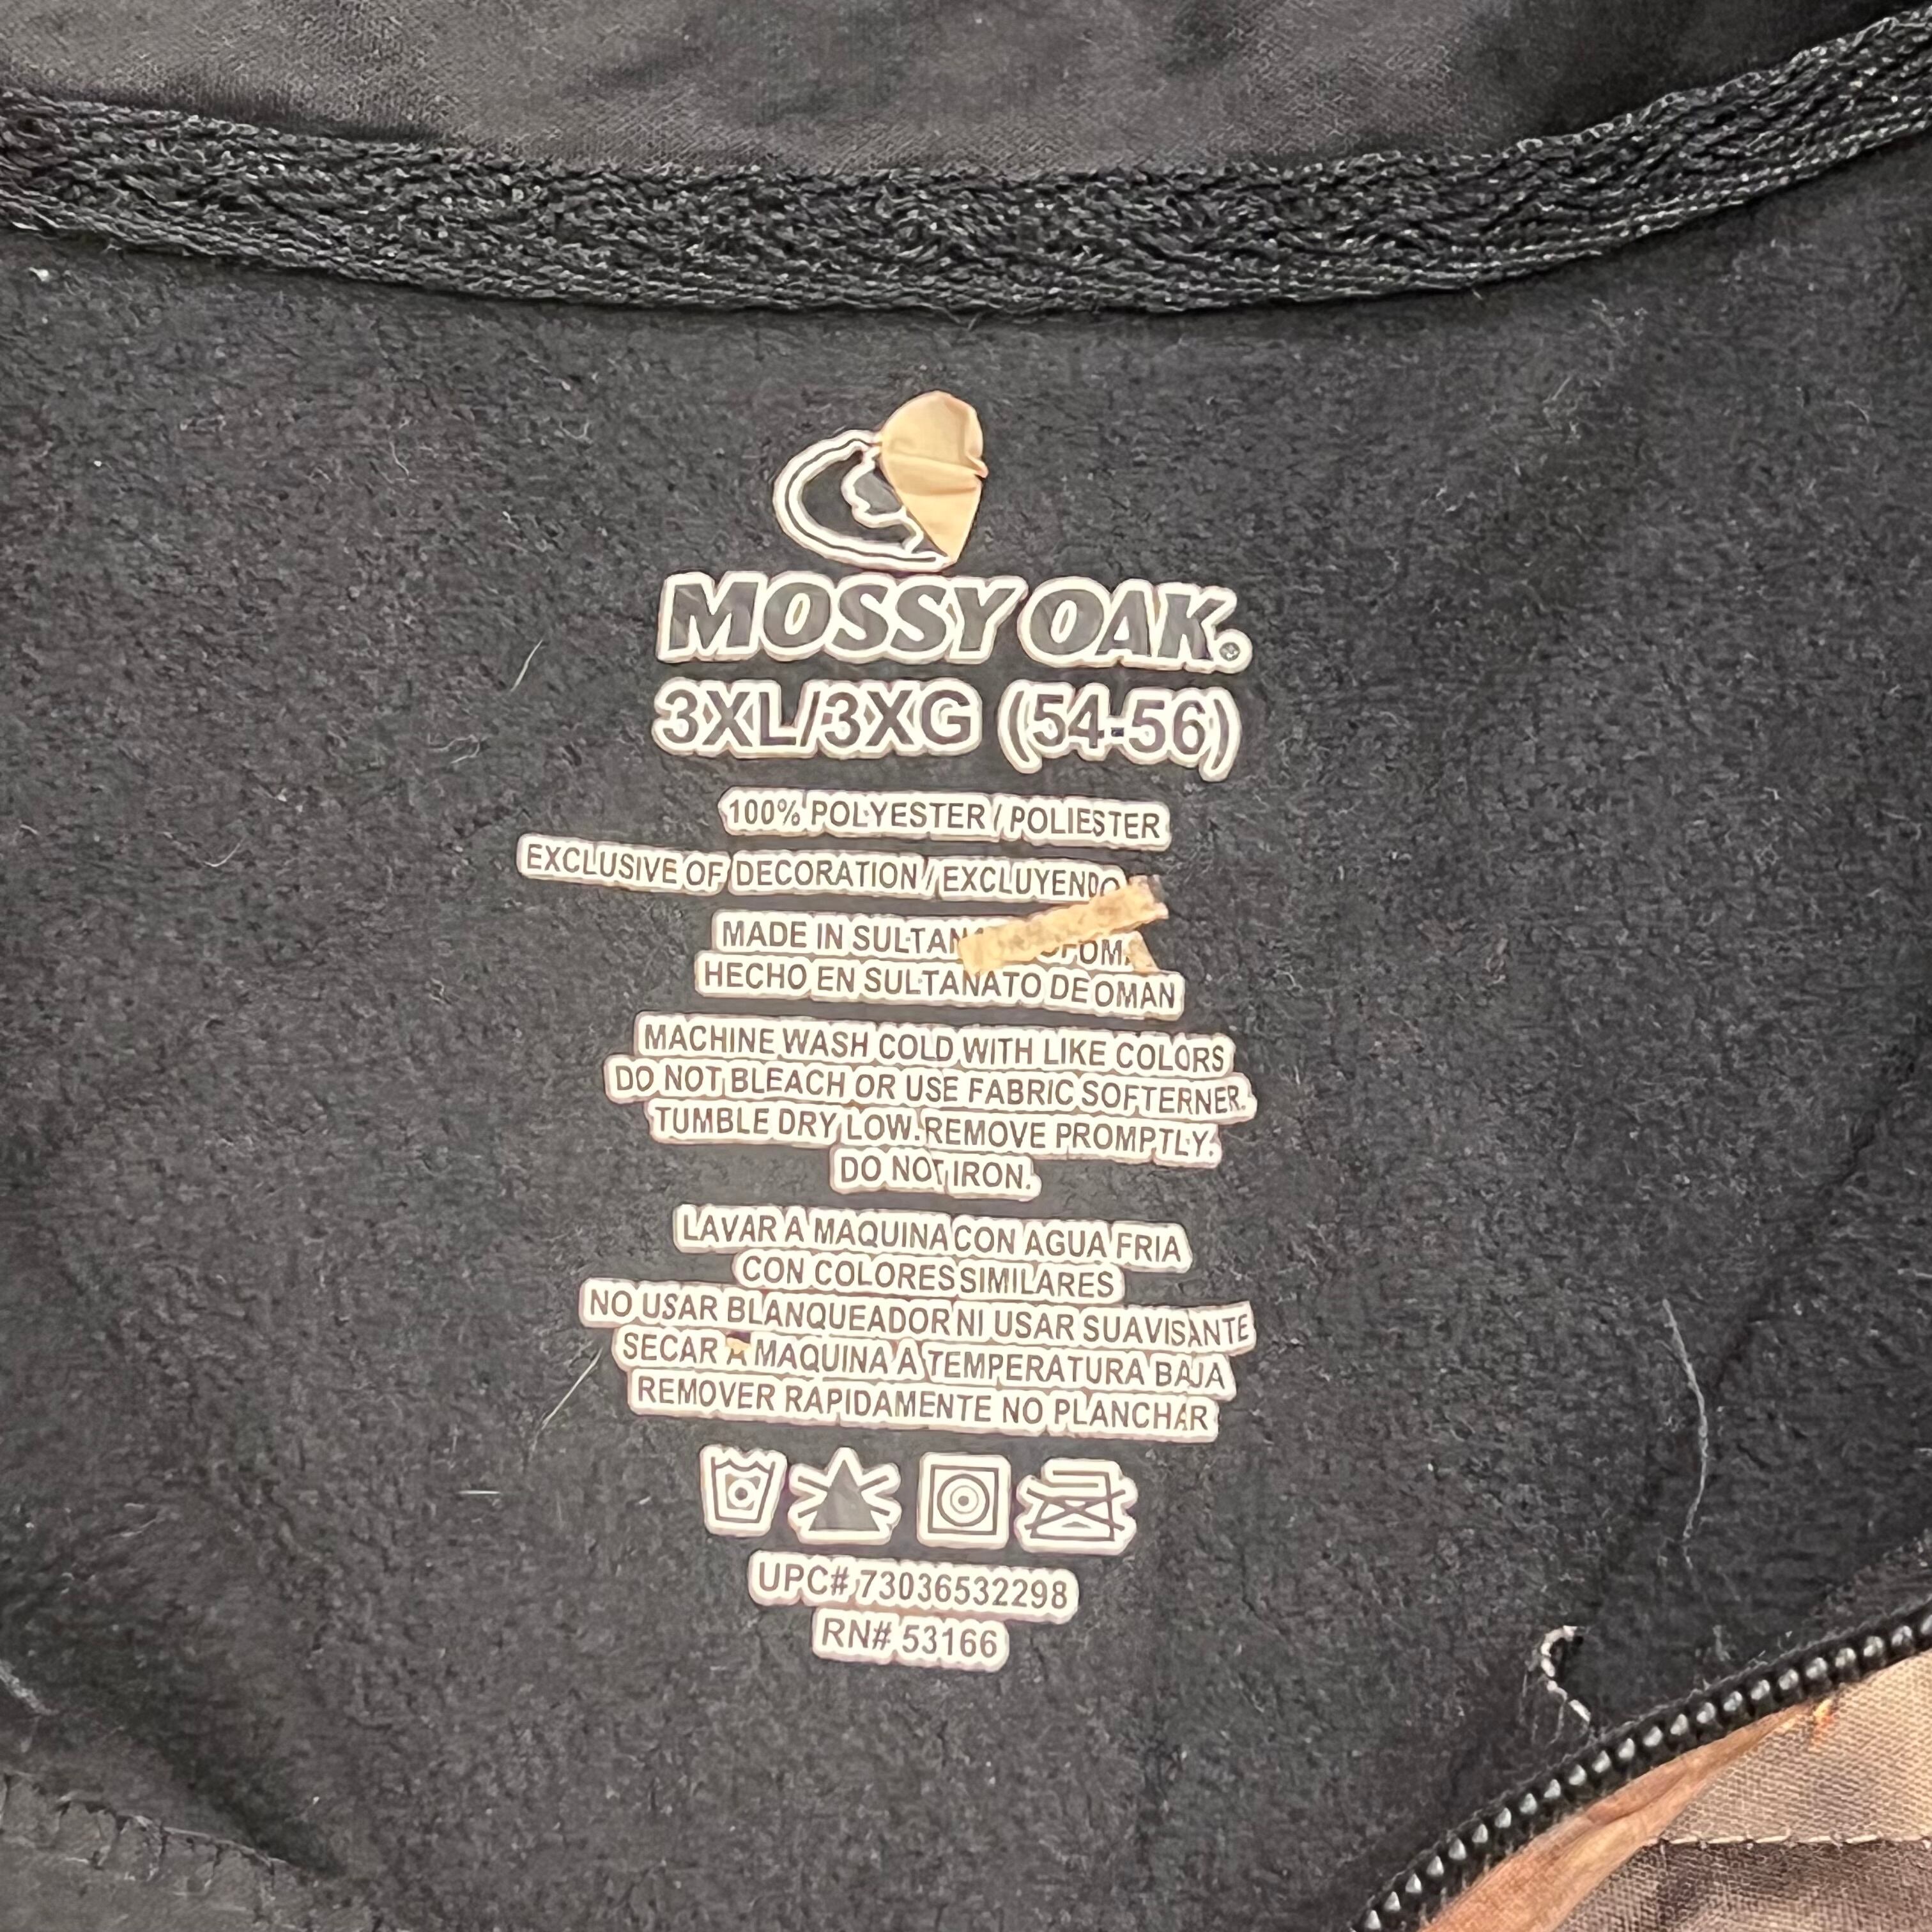 MOSSY OAK®
3XL/3XG (54-56)
100% POLYESTER / POLIESTER
EXCLUSIVE OF DECORATION / EXCLUYENDO
MADE IN
HECHO EN SULTANATO DE OMAN
MACHINE WASH COLD WITH LIKE COLORS
DO NOT BLEACH OR USE FABRIC SOFTERNER.
TUMBLE DRY LOW. REMOVE PROMPTLY.
DO NOT IRON.
LAVAR A MAQUINA CON AGUA FRIA
CON COLORES SIMILARES
NO USAR BLANQUEADOR NI USAR SUAVISANTE
SECAR A MAQUINA A TEMPERATURA BAJA
REMOVER RAPIDAMENTE NO PLANCHAR
UPC# 73036532298
RN# 53166